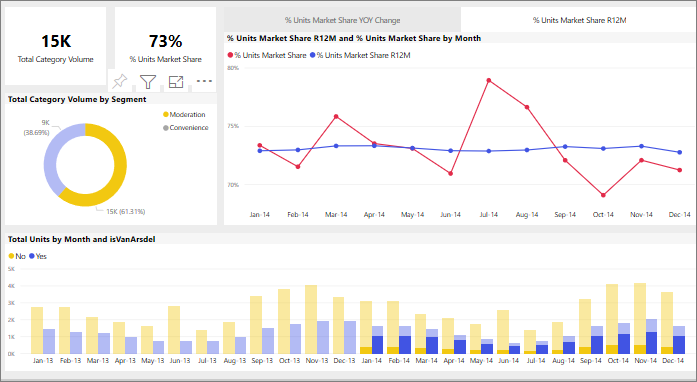 15K
Total Category Volume
73%
% Units Market Share
% Units Market Share YOY Change
% Units Market Share R12M
% Units Market Share R12M and % Units Market Share by Month
% Units Market Share % Units Market Share R12M
80%
75%
70%
Jan-14 Feb-14 Mar-14 Apr-14 May-14 Jun-14 Jul-14 Aug-14 Sep-14 Oct-14 Nov-14 Dec-14
Total Category Volume by Segment
Moderation
Convenience
9K
(38.69%)
15K (61.31%)
Total Units by Month and isVanArsdel
No Yes
5K
4K
3K
2K
1K
0K
Jan-13 Feb-13 Mar-13 Apr-13 May-13 Jun-13 Jul-13 Aug-13 Sep-13 Oct-13 Nov-13 Dec-13 Jan-14 Feb-14 Mar-14 Apr-14 May-14 Jun-14 Jul-14 Aug-14 Sep-14 Oct-14 Nov-14 Dec-14